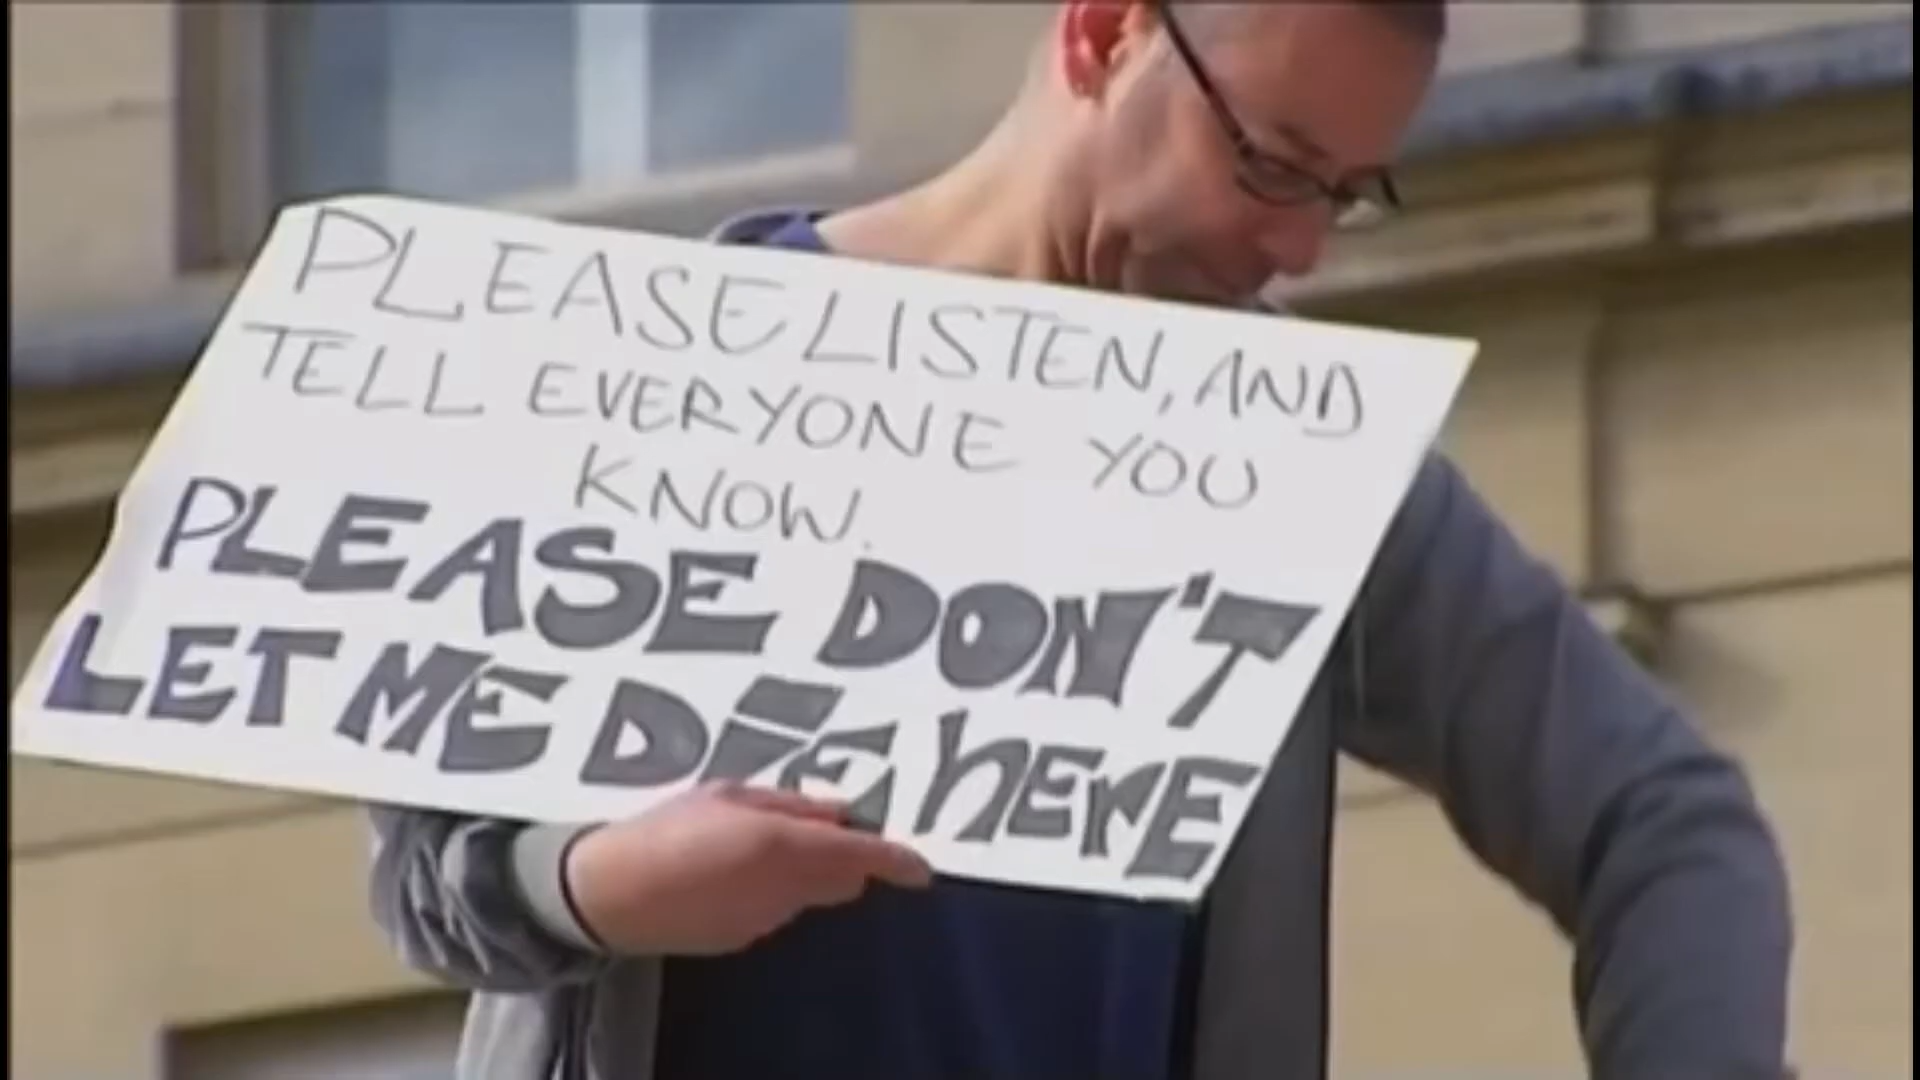 PLEASE LISTEN, AND
TELL EVERYONE YOU
KNOW.
PLEASE DON'T
LET ME DIE hErE